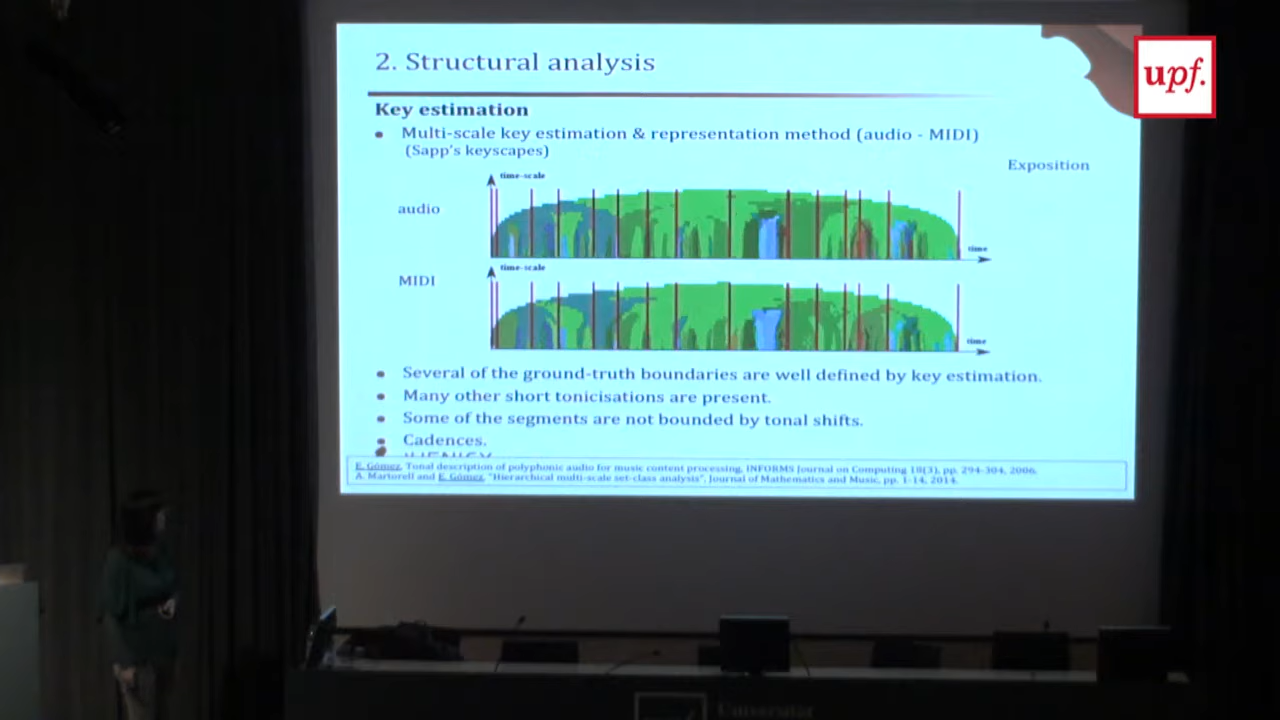 upf.
2. Structural analysis
Key estimation
• Multi-scale key estimation & representation method (audio - MIDI)
(Sapp's keyscapes)
Exposition
time-scale
audio
time
time-scale
MIDI
time
• Several of the ground-truth boundaries are well defined by key estimation.
• Many other short tonicisations are present.
• Some of the segments are not bounded by tonal shifts.
• Cadences.
E. Gómez, Tonal description of polyphonic audio for music content processing, INFORMS Journal on Computing 18(3), pp. 294-304, 2006.
A. Martorell and E. Gómez, "Hierarchical multi-scale set-class analysis", Journal of Mathematics and Music, pp. 1-14, 2014.